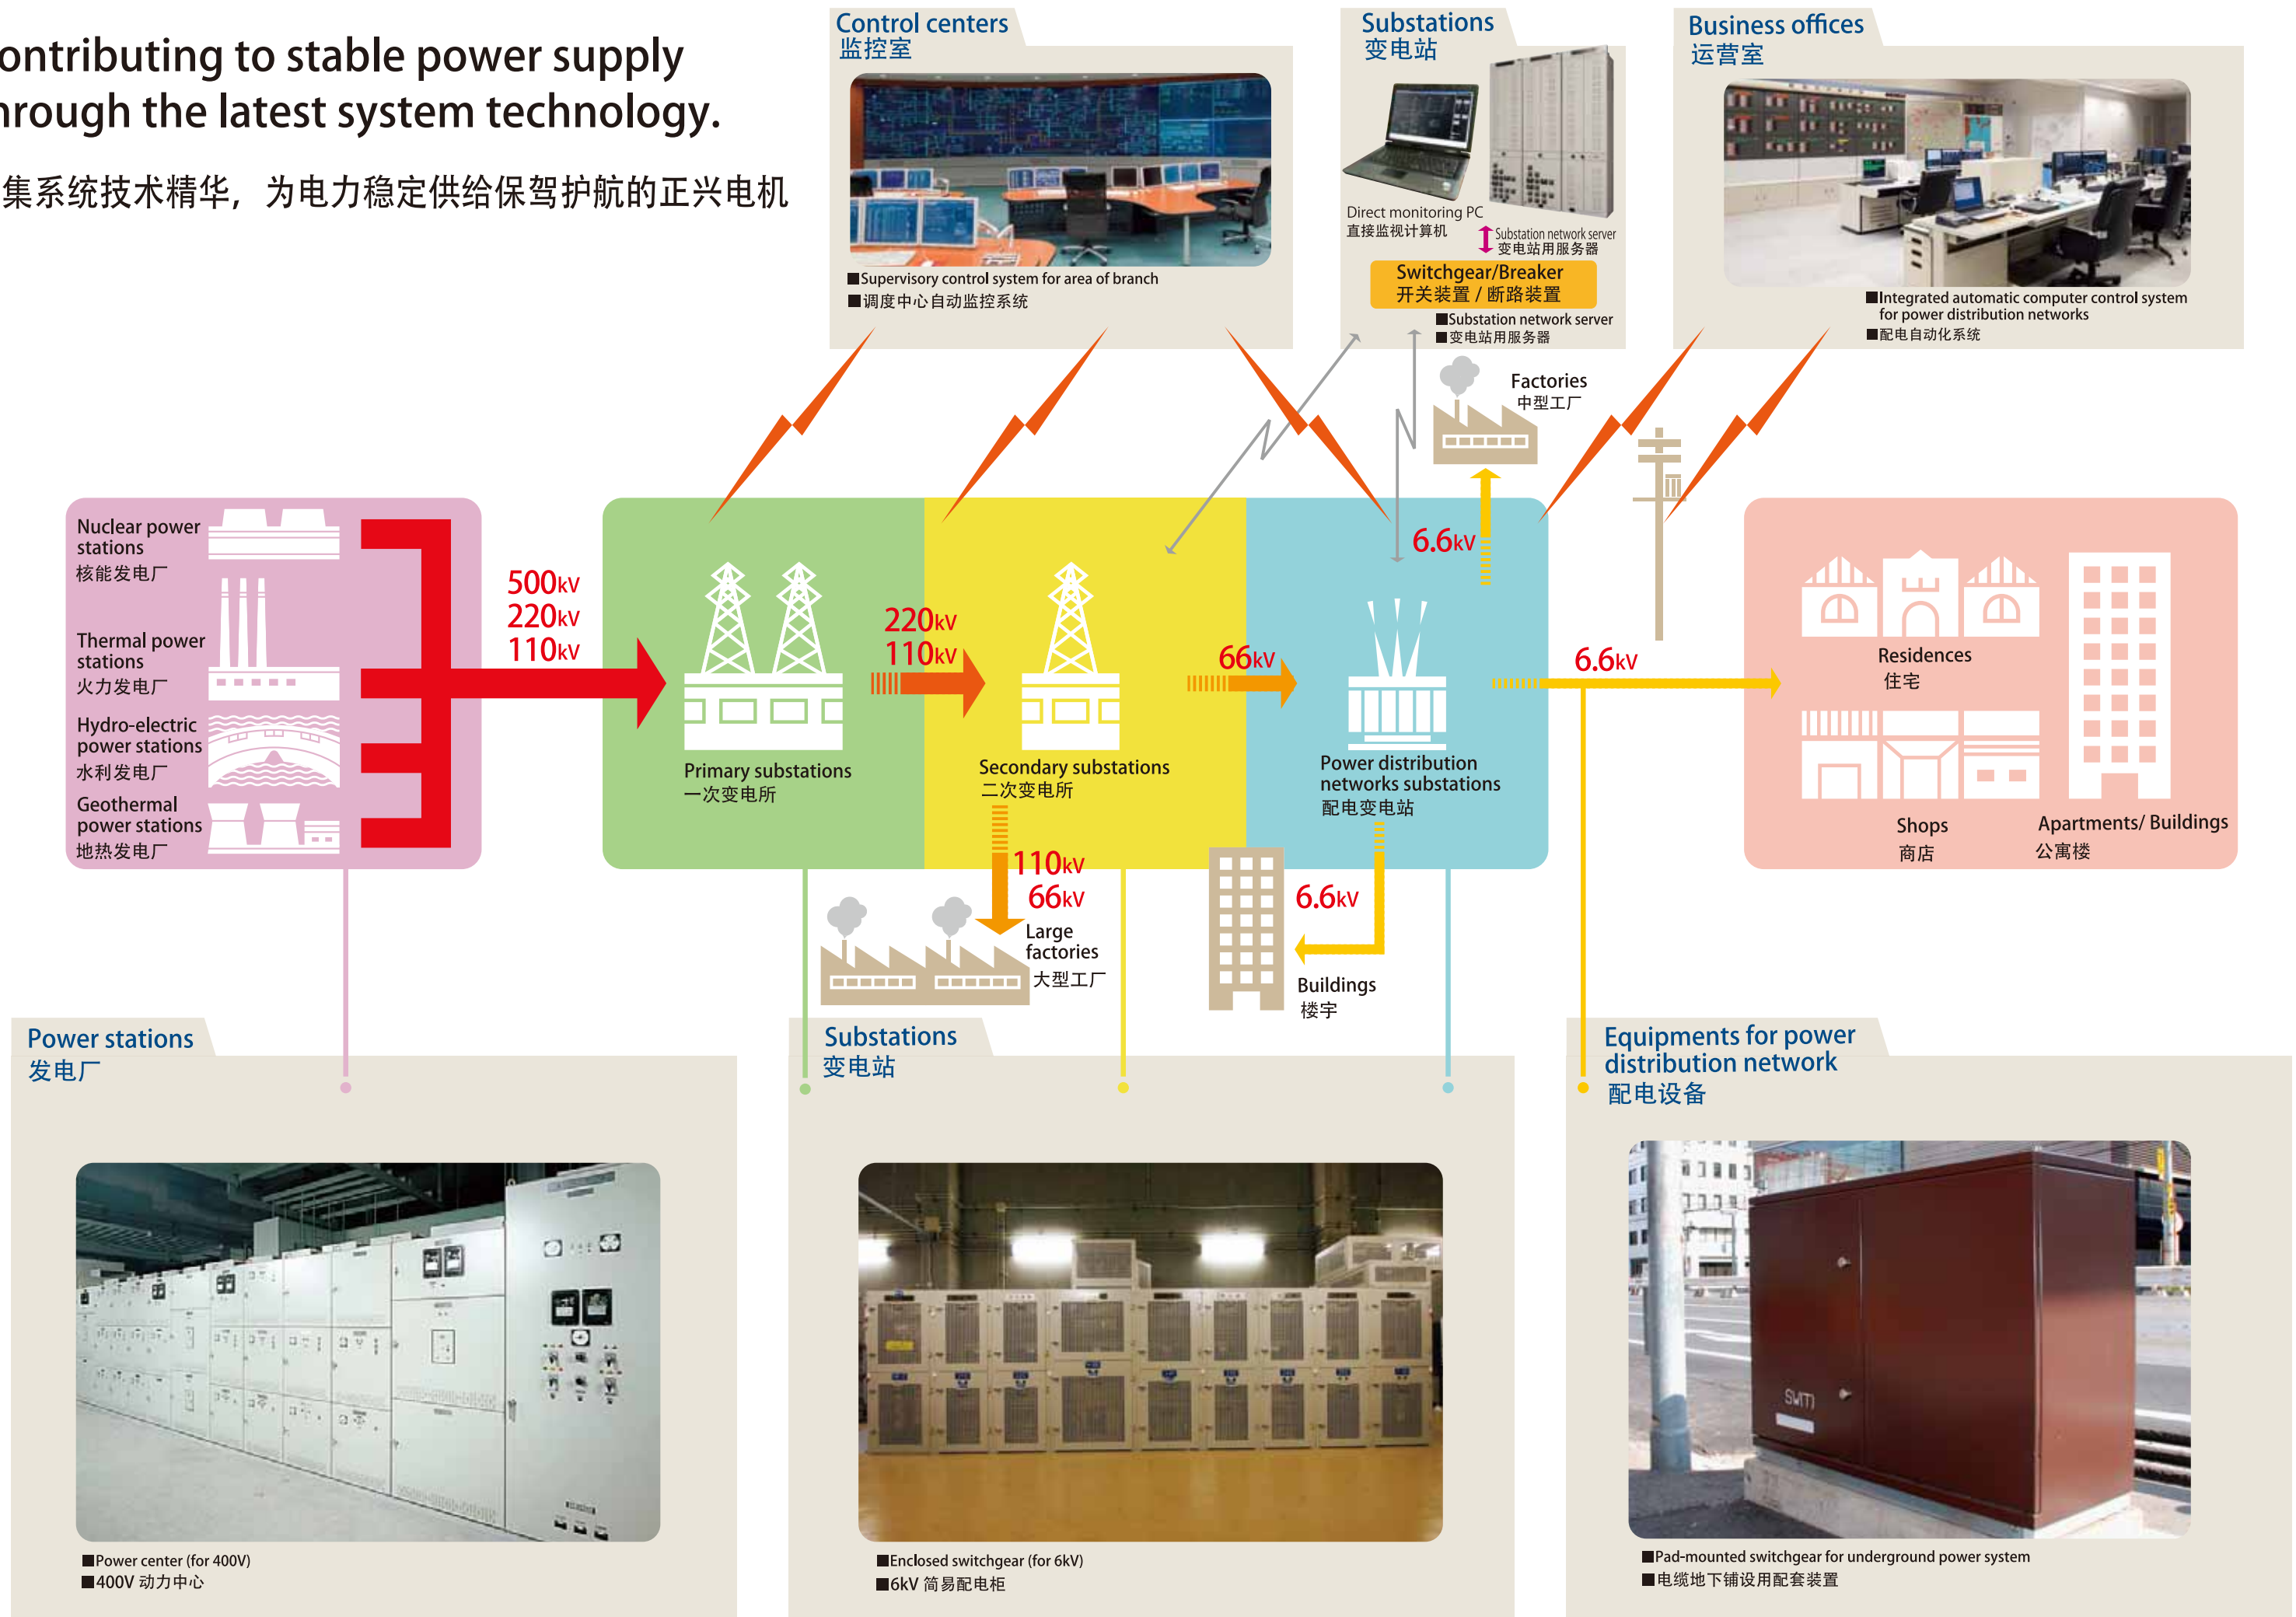 ontributing to stable power supply
hrough the latest system technology.
集系统技术精华，为电力稳定供给保驾护航的正兴电机
Control centers
监控室
■Supervisory control system for area of branch
■调度中心自动监控系统
Substations
变电站
Direct monitoring PC
直接监视计算机
Substation network server
变电站用服务器
Switchgear/Breaker
开关装置 / 断路装置
■Substation network server
■变电站用服务器
Business offices
运营室
■Integrated automatic computer control system
for power distribution networks
■配电自动化系统
Factories
中型工厂
Nuclear power
stations
核能发电厂
Thermal power
stations
火力发电厂
Hydro-electric
power stations
水利发电厂
Geothermal
power stations
地热发电厂
500kV
220kV
110kV
Primary substations
一次变电所
220kV
110kV
Secondary substations
二次变电所
66kV
Power distribution
networks substations
配电变电站
6.6kV
6.6kV
Residences
住宅
Shops
商店
Apartments/ Buildings
公寓楼
110kV
66kV
Large
factories
大型工厂
6.6kV
Buildings
楼宇
Power stations
发电厂
■Power center (for 400V)
■400V 动力中心
Substations
变电站
■Enclosed switchgear (for 6kV)
■6kV 简易配电柜
Equipments for power
distribution network
配电设备
SWIT
■Pad-mounted switchgear for underground power system
■电缆地下铺设用配套装置